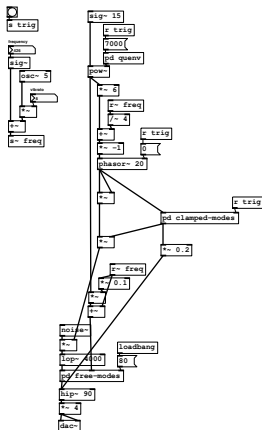 s trig
frequency
sig~
osc~ 5
vibrato
*~
+~
s~ freq
sig~ 15
r trig
7000
pd quenv
pow~
*~ 6
r~ freq
/~ 4
+~
*~ -1
r trig
0
phasor~ 20
*~
r trig
pd clamped-modes
*~
*~ 0.2
r~ freq
*~ 0.1
*~
+~
noise~
*~
loadbang
lop~ 4000
80
pd free-modes
hip~ 90
*~ 4
dac~